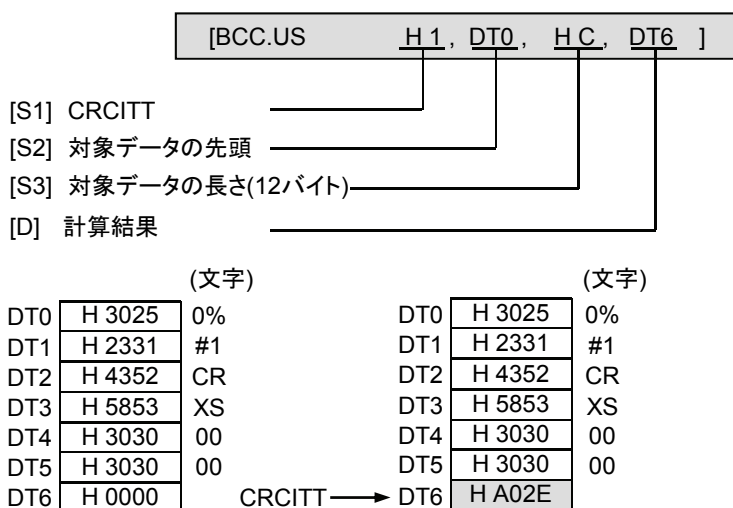 [BCC.US H 1 , DT0 , H C , DT6 ]
[S1] CRCITT
[S2] 対象データの先頭
[S3] 対象データの長さ(12バイト)
[D] 計算結果
(文字) (文字)
DT0 H 3025 0% DT0 H 3025 0%
DT1 H 2331 #1 DT1 H 2331 #1
DT2 H 4352 CR DT2 H 4352 CR
DT3 H 5853 XS DT3 H 5853 XS
DT4 H 3030 00 DT4 H 3030 00
DT5 H 3030 00 DT5 H 3030 00
DT6 H 0000 CRCITT DT6 H A02E